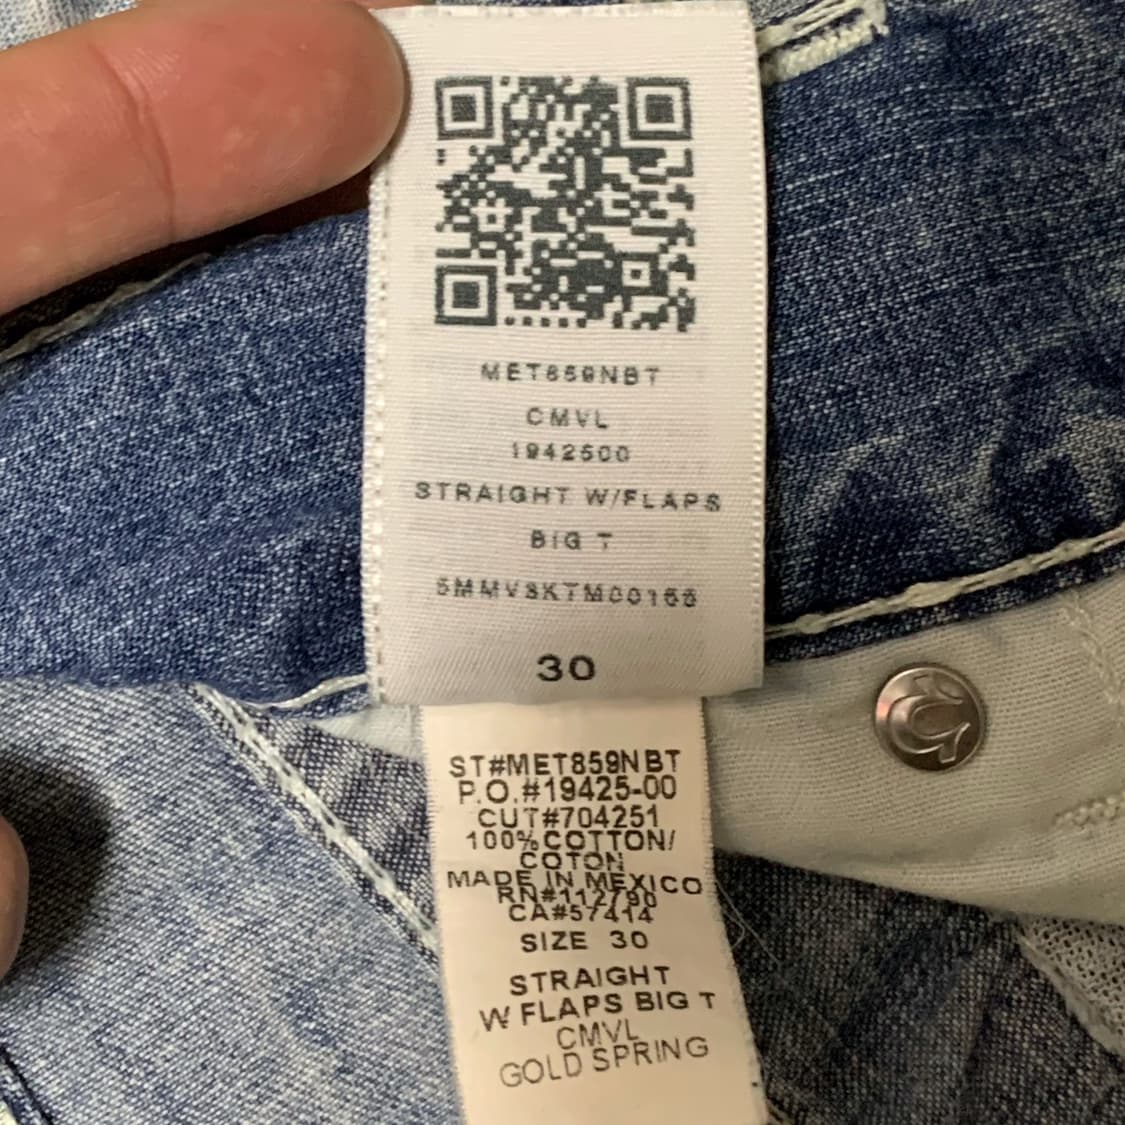 MET859NBT
CMVL
1942500
STRAIGHT W/FLAPS
BIG T
30
ST#MET859NBT
P.O.#19425-00
CUT#704251
100%COTTON/
COTON
MADE IN MEXICO
RN#112790
CA#57414
SIZE 30
STRAIGHT
W FLAPS BIG T
CMVL
GOLD SPRING